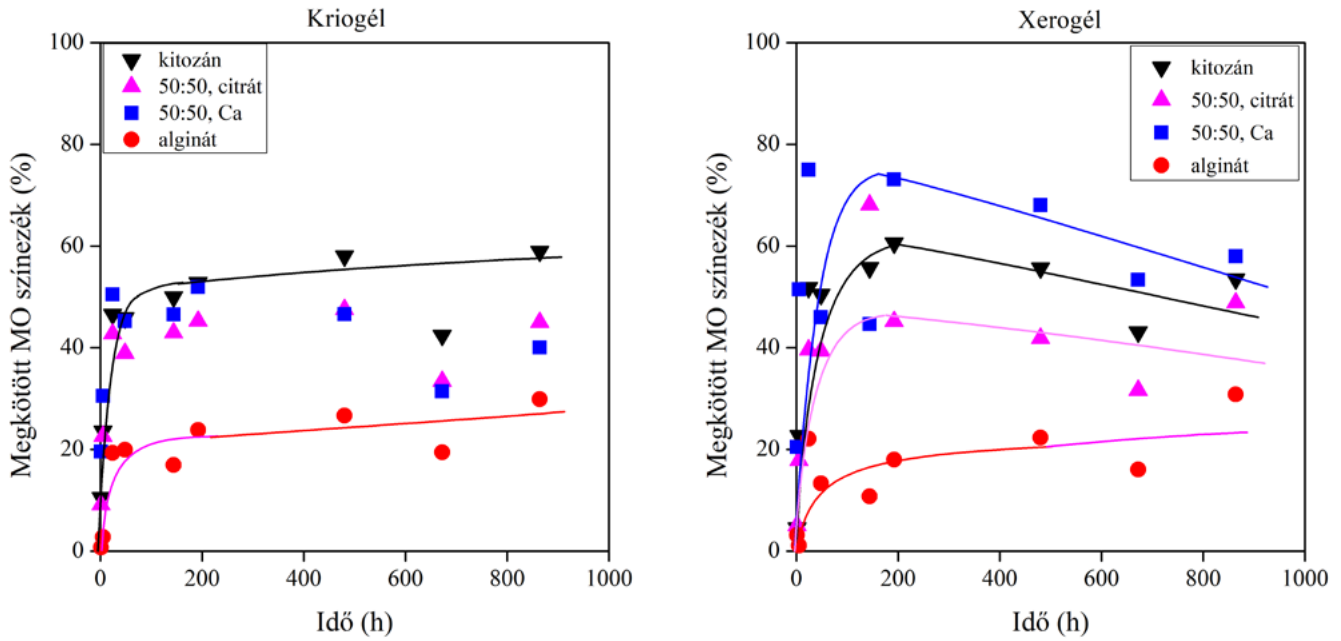 Kriogél
100
80
60
40
20
0
0
200
400
600
800
1000
Megkötött MO színezék (%)
Idő (h)
kitozán
50:50, citrát
50:50, Ca
alginát
Xerogél
100
80
60
40
20
0
0
200
400
600
800
1000
Megkötött MO színezék (%)
Idő (h)
kitozán
50:50, citrát
50:50, Ca
alginát